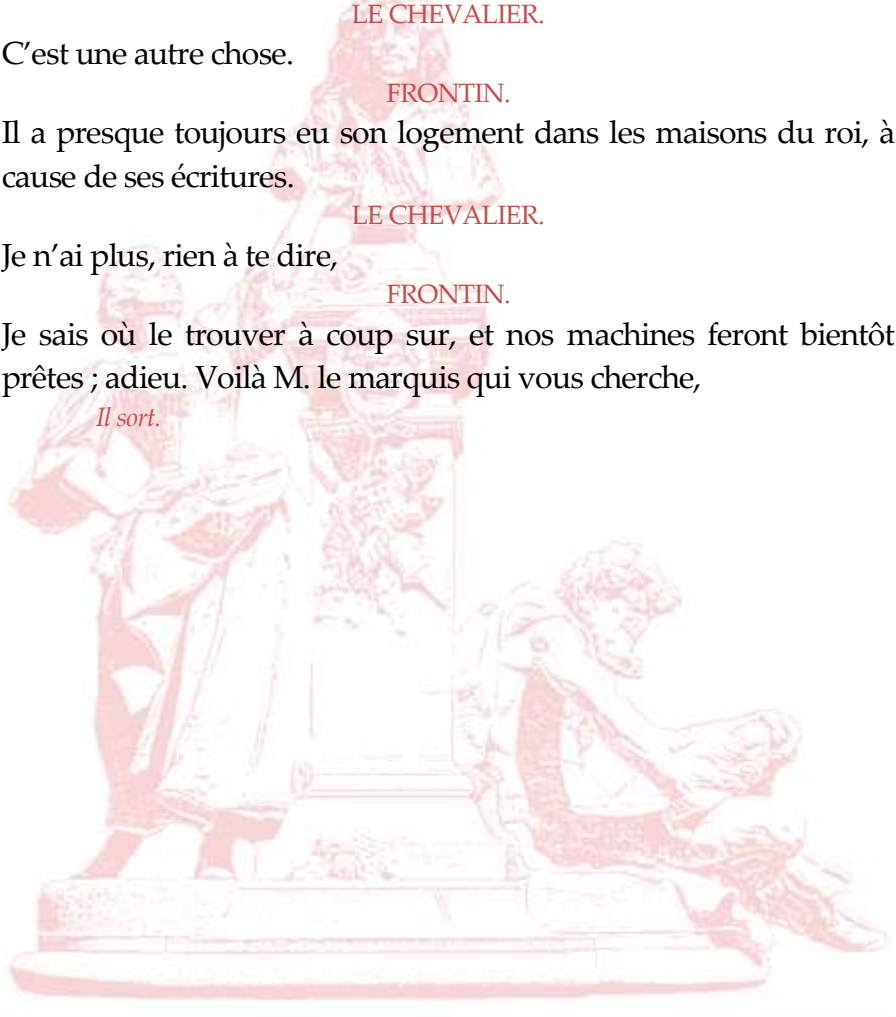 LE CHEVALIER.
C’est une autre chose.
FRONTIN.
Il a presque toujours eu son logement dans les maisons du roi, à
cause de ses écritures.
LE CHEVALIER.
Je n’ai plus, rien à te dire,
FRONTIN.
Je sais où le trouver à coup sur, et nos machines feront bientôt
prêtes ; adieu. Voilà M. le marquis qui vous cherche,
Il sort.